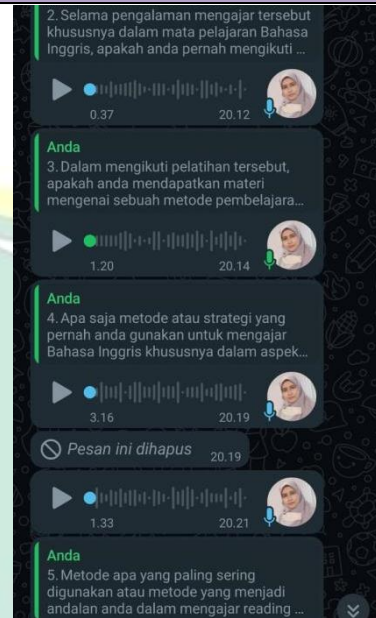 2. Selama pengalaman mengajar tersebut
khususnya dalam mata pelajaran Bahasa
Inggris, apakah anda pernah mengikuti ...
0.37 20.12
Anda
3. Dalam mengikuti pelatihan tersebut,
apakah anda mendapatkan materi
mengenai sebuah metode pembelajara...
1.20 20.14
Anda
4. Apa saja metode atau strategi yang
pernah anda gunakan untuk mengajar
Bahasa Inggris khususnya dalam aspek...
3.16 20.19
Pesan ini dihapus 20.19
1.33 20.21
Anda
5. Metode apa yang paling sering
digunakan atau metode yang menjadi
andalan anda dalam mengajar reading ...